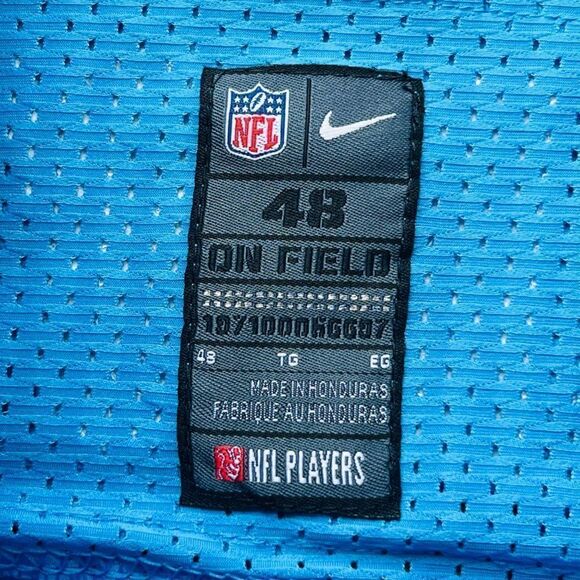 NFL
48
ON FIELD
48 TG EG
MADE IN HONDURAS
FABRIQUE AU HONDURAS
NFL PLAYERS